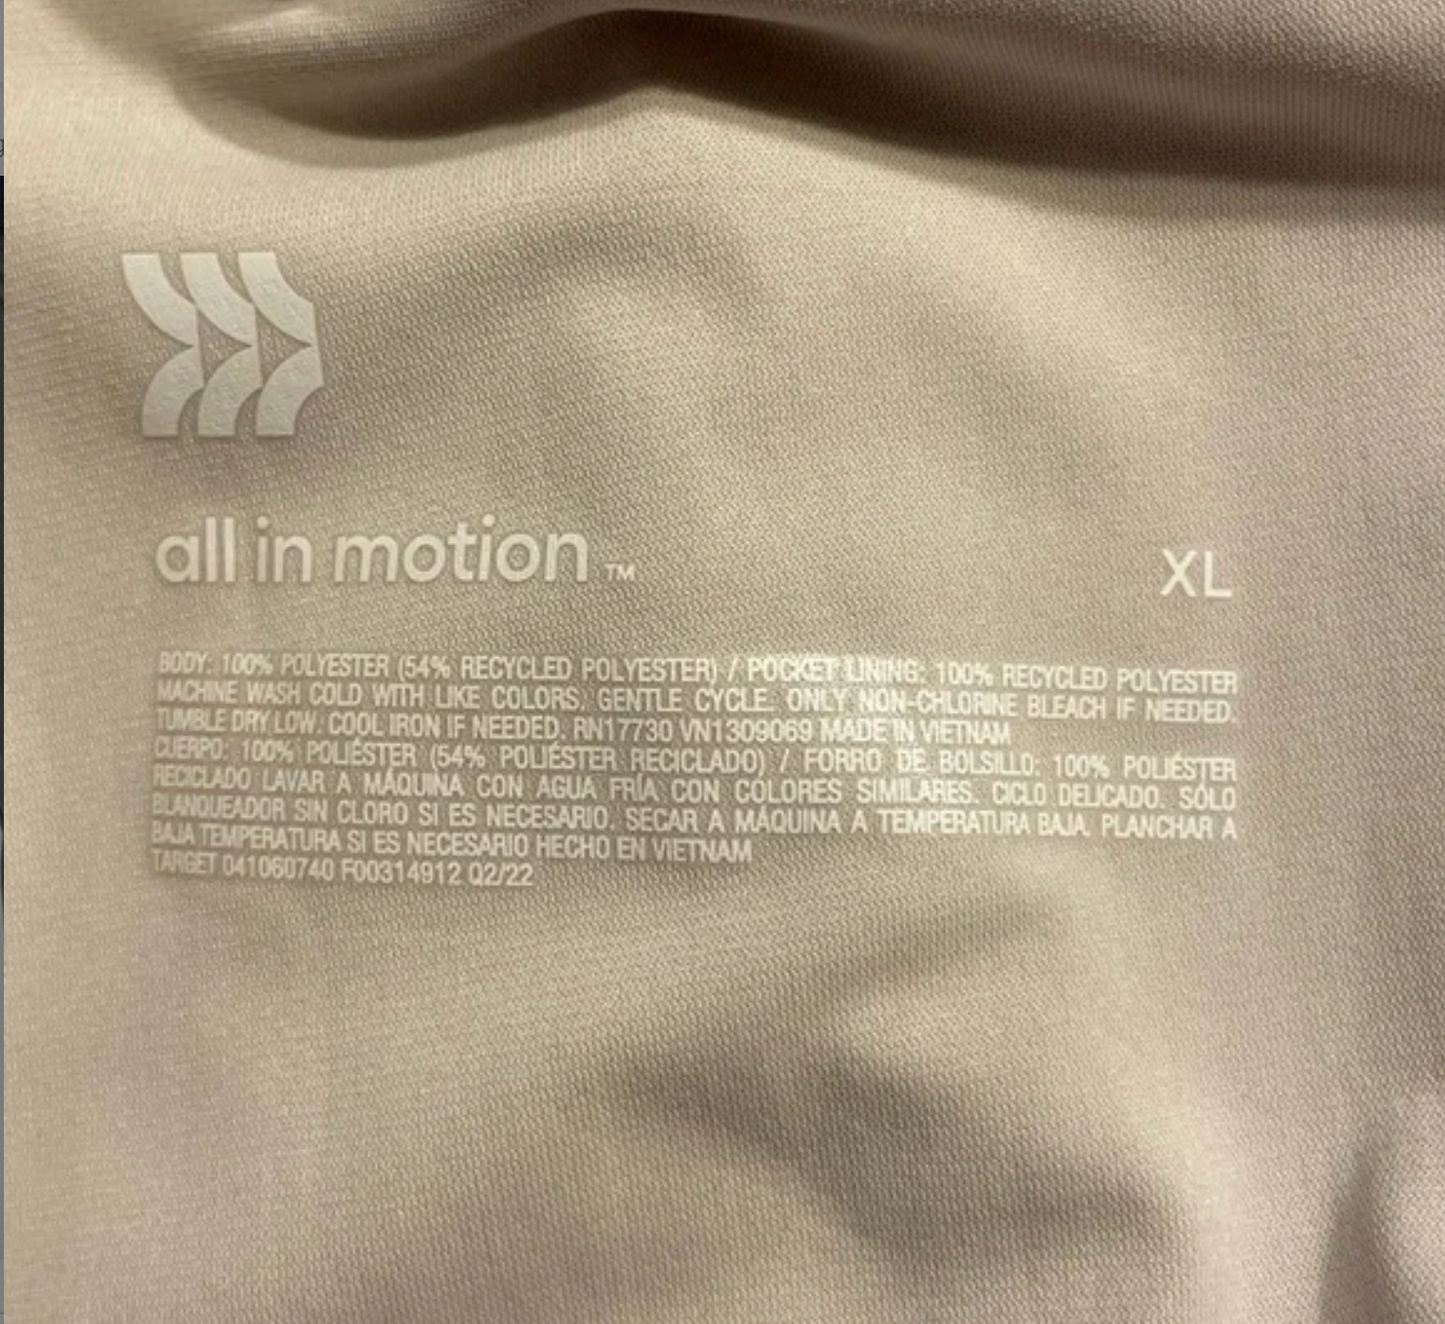 all in motion™
XL
BODY: 100% POLYESTER (54% RECYCLED POLYESTER) / POCKET LINING: 100% RECYCLED POLYESTER
MACHINE WASH COLD WITH LIKE COLORS. GENTLE CYCLE. ONLY NON-CHLORINE BLEACH IF NEEDED.
TUMBLE DRY LOW. COOL IRON IF NEEDED. RN17730 VN1309069 MADE IN VIETNAM
CUERPO: 100% POLIÉSTER (54% POLIÉSTER RECICLADO) / FORRO DE BOLSILLO: 100% POLIÉSTER
RECICLADO LAVAR A MÁQUINA CON AGUA FRÍA CON COLORES SIMILARES. CICLO DELICADO. SÓLO
BLANQUEADOR SIN CLORO SI ES NECESARIO. SECAR A MÁQUINA A TEMPERATURA BAJA. PLANCHAR A
BAJA TEMPERATURA SI ES NECESARIO HECHO EN VIETNAM
TARGET 041060740 F00314912 Q2/22